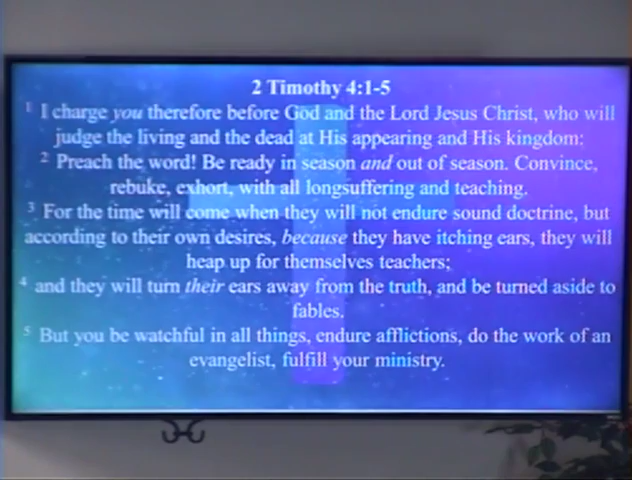 2 Timothy 4:1-5
1 I charge you therefore before God and the Lord Jesus Christ, who will
judge the living and the dead at His appearing and His kingdom:
2 Preach the word! Be ready in season and out of season. Convince,
rebuke, exhort, with all longsuffering and teaching.
3 For the time will come when they will not endure sound doctrine, but
according to their own desires, because they have itching ears, they will
heap up for themselves teachers;
4 and they will turn their ears away from the truth, and be turned aside to
fables.
5 But you be watchful in all things, endure afflictions, do the work of an
evangelist, fulfill your ministry.